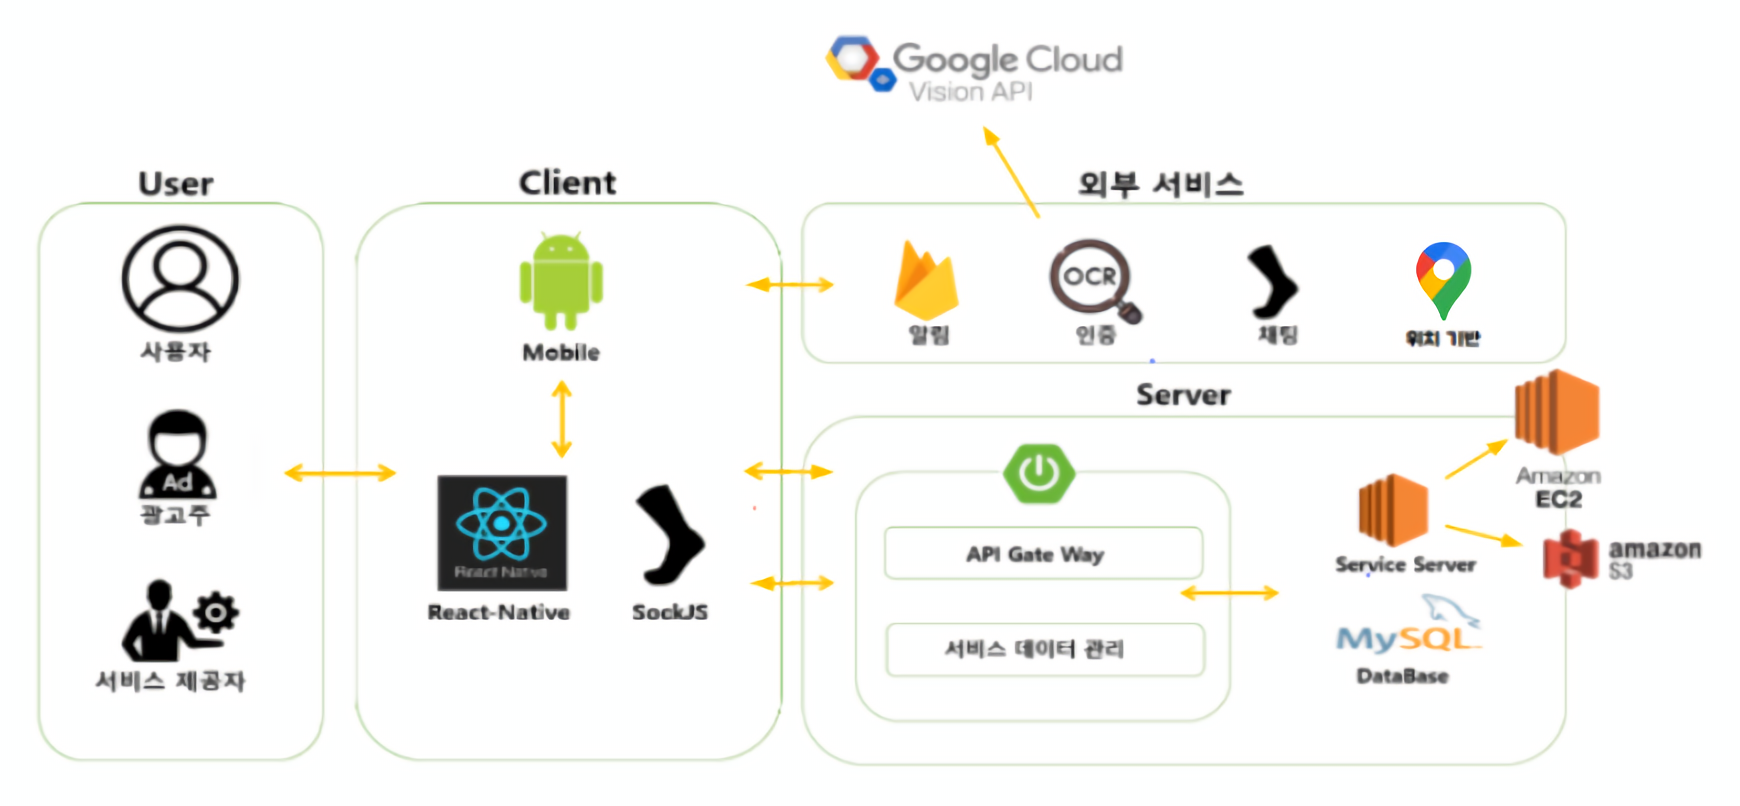 Google Cloud
Vision API
User
Client
외부 서비스
사용자
Mobile
OCR
알림
인증
채팅
위치 기반
Server
Ad
광고주
React Native
React-Native
SockJS
API Gate Way
서비스 데이터 관리
Service Server
Amazon
EC2
amazon
S3
MySQL
DataBase
서비스 제공자